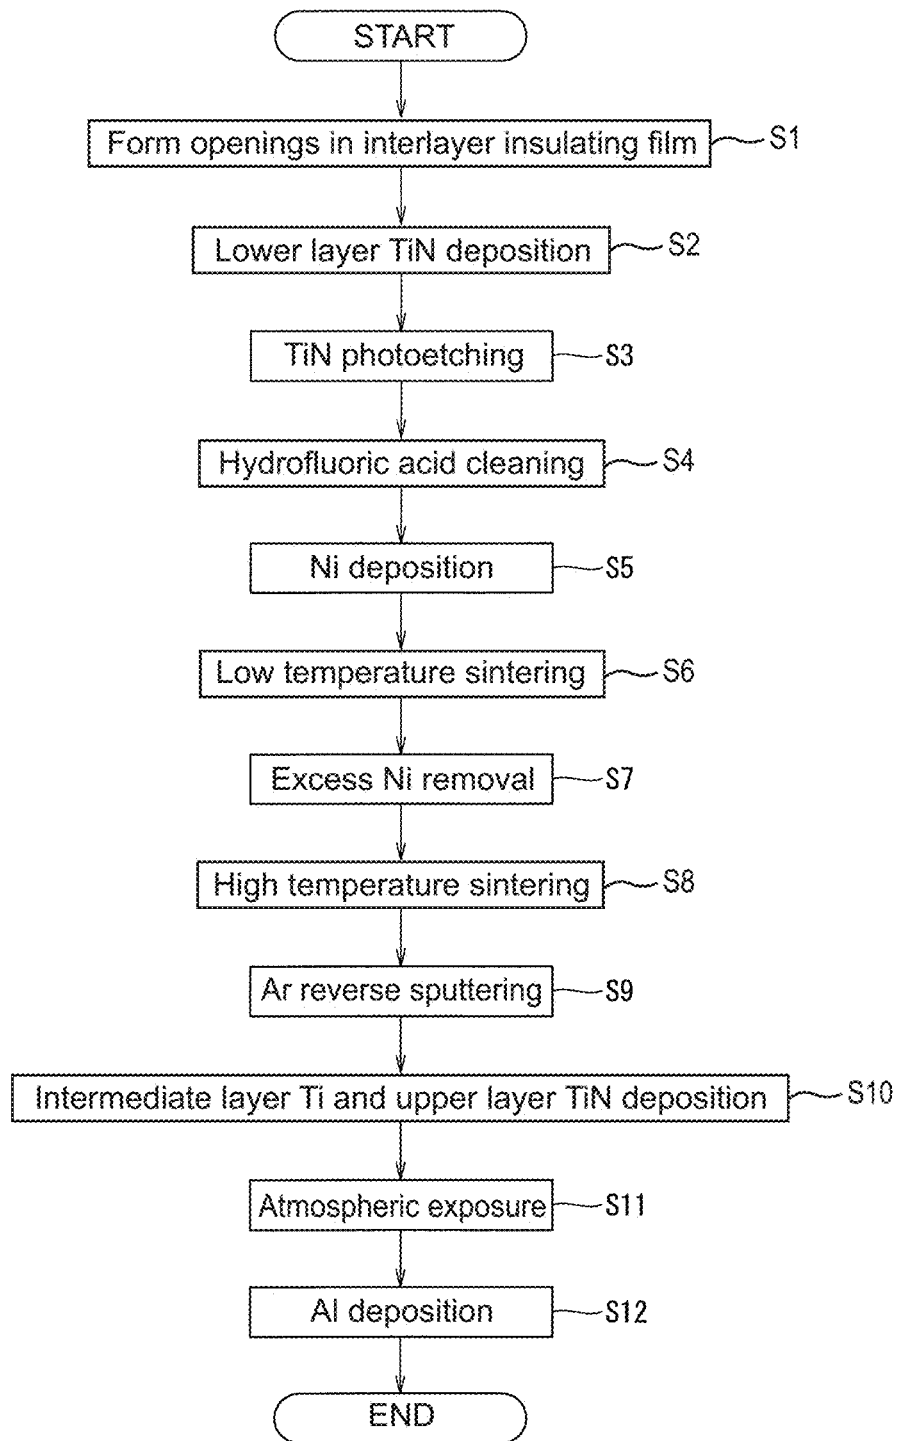 START
Form openings in interlayer insulating film S1
Lower layer TiN deposition S2
TiN photoetching S3
Hydrofluoric acid cleaning S4
Ni deposition S5
Low temperature sintering S6
Excess Ni removal S7
High temperature sintering S8
Ar reverse sputtering S9
Intermediate layer Ti and upper layer TiN deposition S10
Atmospheric exposure S11
Al deposition S12
END